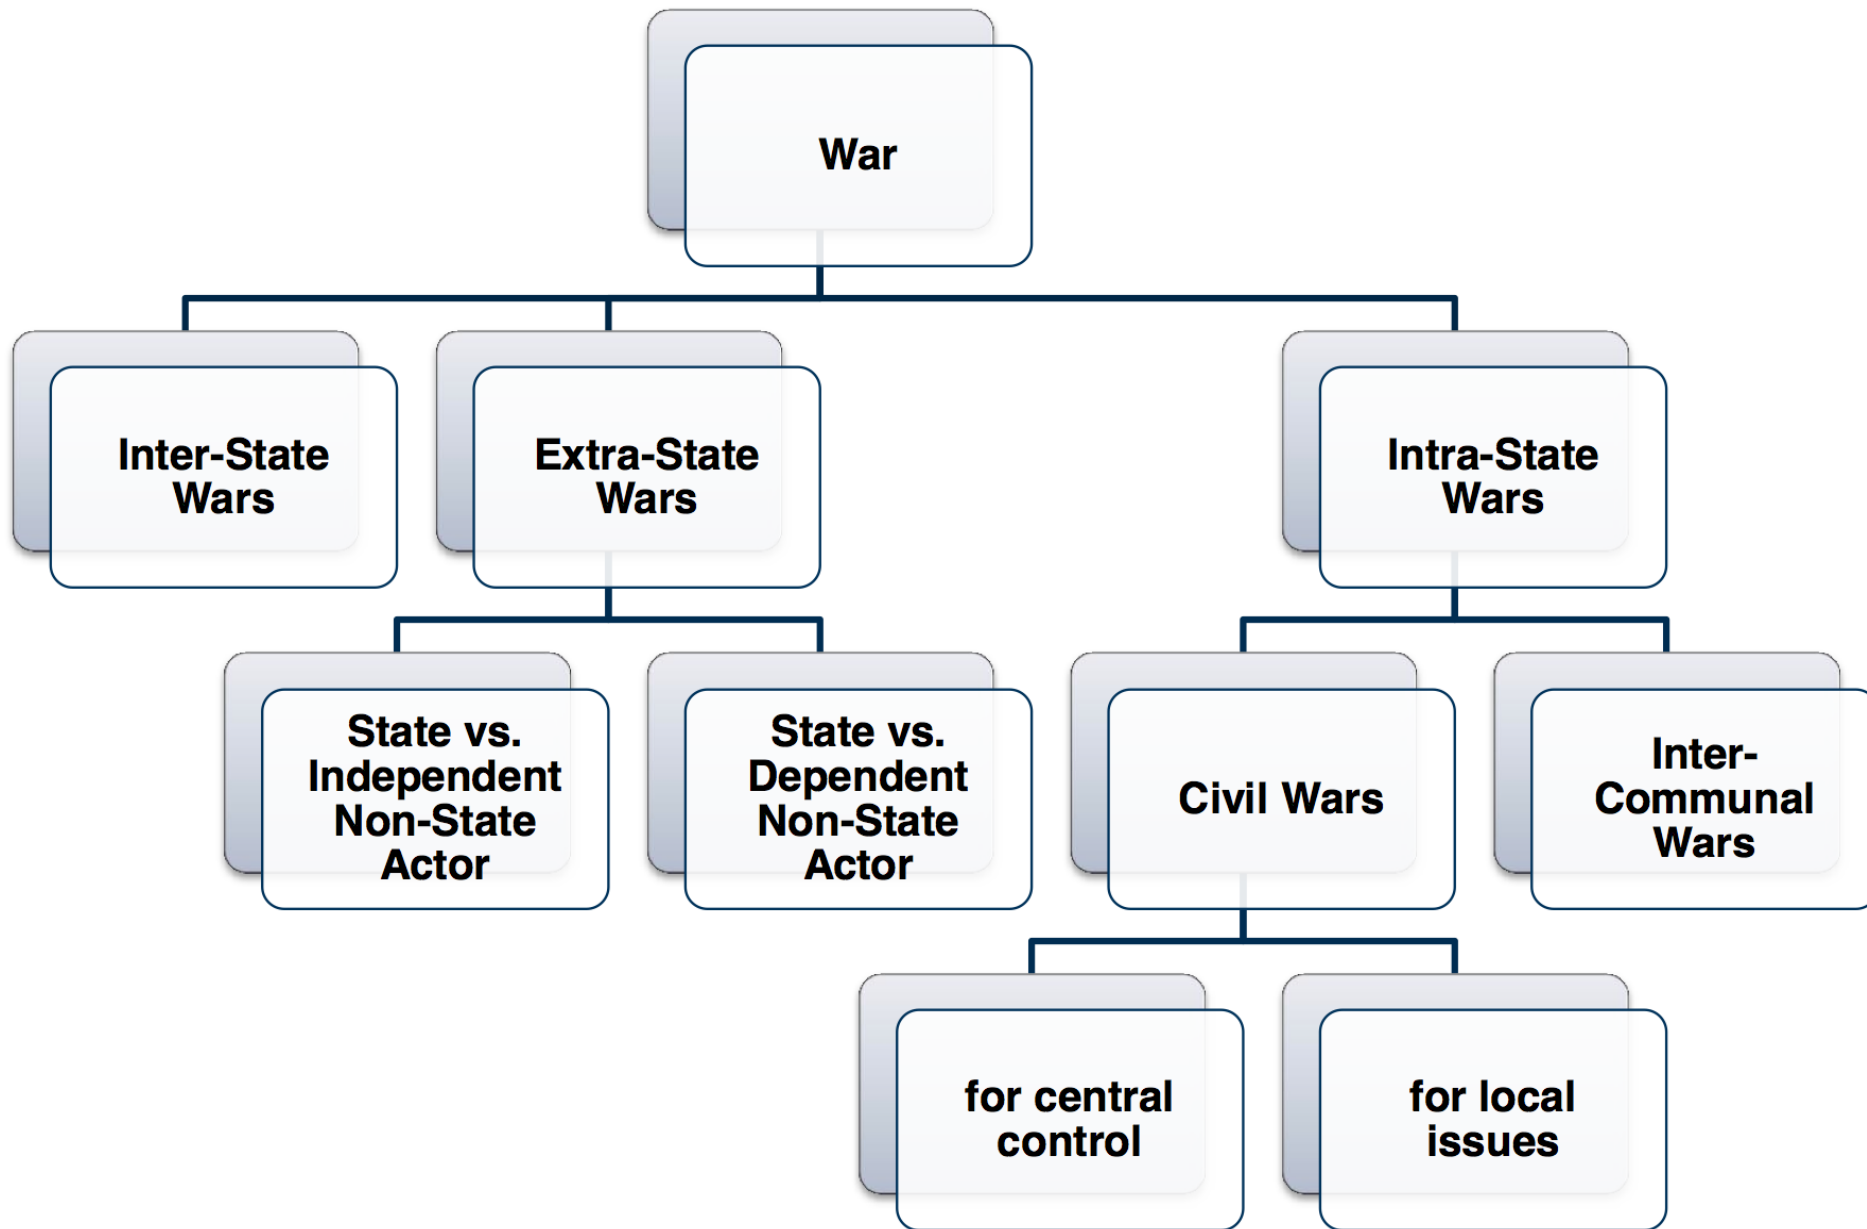 War
Inter-State
Wars
Extra-State
Wars
Intra-State
Wars
State vs.
Independent
Non-State
Actor
State vs.
Dependent
Non-State
Actor
Civil Wars
Inter-
Communal
Wars
for central
control
for local
issues